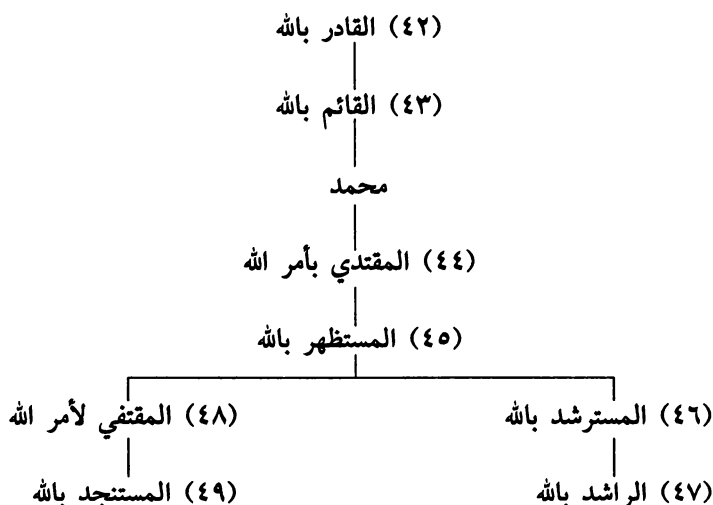 (٤٢) القادر بالله
(٤٣) القائم بالله
محمد
(٤٤) المقتدي بأمر الله
(٤٥) المستظهر بالله
(٤٦) المسترشد بالله
(٤٨) المقتفي لأمر الله
(٤٧) الراشد بالله
(٤٩) المستنجد بالله